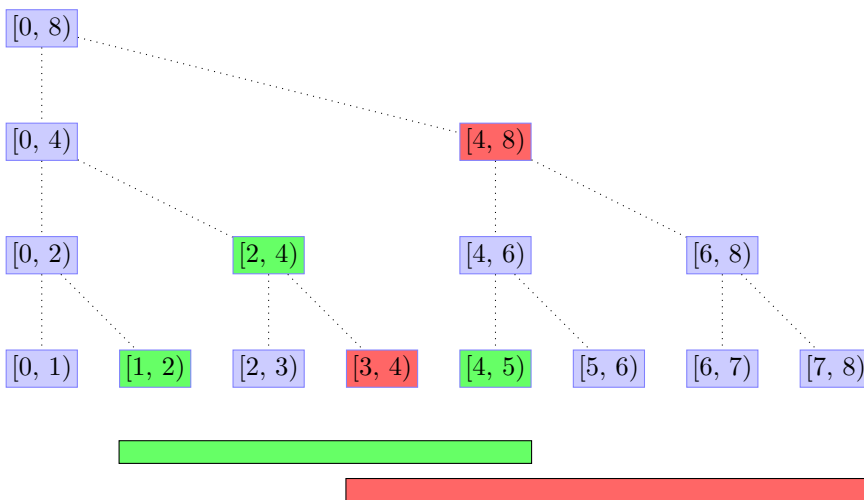 [0, 8)
[0, 4) [4, 8)
[0, 2) [2, 4) [4, 6) [6, 8)
[0, 1) [1, 2) [2, 3) [3, 4) [4, 5) [5, 6) [6, 7) [7, 8)